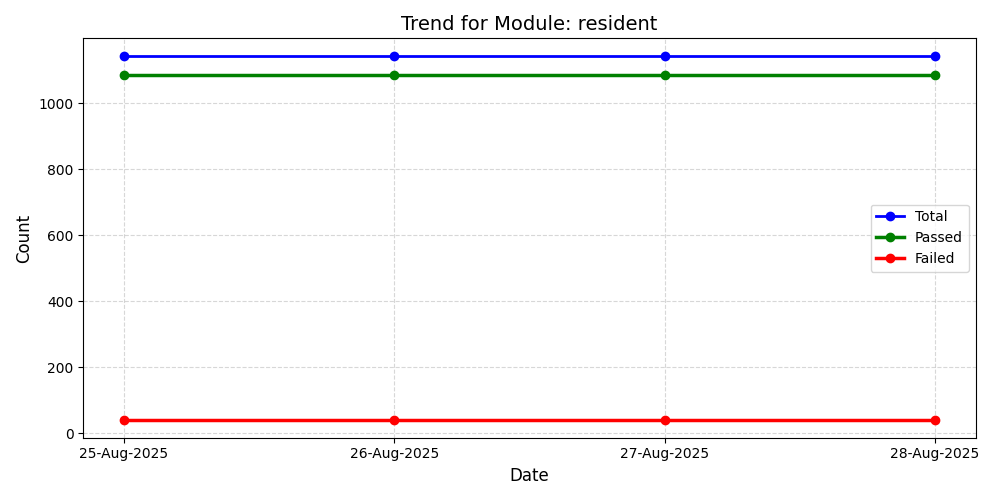 Trend for Module: resident
Count
1000
800
600
400
200
0
Total
Passed
Failed
25-Aug-2025
26-Aug-2025
27-Aug-2025
28-Aug-2025
Date